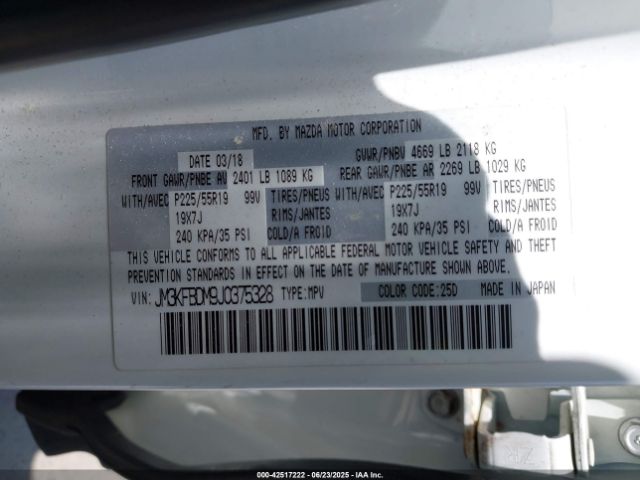 MFD. BY MAZDA MOTOR CORPORATION
DATE 03/18 GVWR/PNBV 4669 LB 2118 KG
FRONT GAWR/PNBE AV 2401 LB 1089 KG REAR GAWR/PNBE AR 2269 LB 1029 KG
WITH/AVEC P225/55R19 99V TIRES/PNEUS WITH/AVEC P225/55R19 99V TIRES/PNEUS
19X7J RIMS/JANTES 19X7J RIMS/JANTES
240 KPA/35 PSI COLD/A FROID 240 KPA/35 PSI COLD/A FROID
THIS VEHICLE CONFORMS TO ALL APPLICABLE FEDERAL MOTOR VEHICLE SAFETY AND THEFT
PREVENTION STANDARDS IN EFFECT ON THE DATE OF MANUFACTURE SHOWN ABOVE.
VIN: JM3KFBDM9J0375328 TYPE:MPV COLOR CODE:25D MADE IN JAPAN
000-42517222 - 06/23/2025 - IAA Inc.